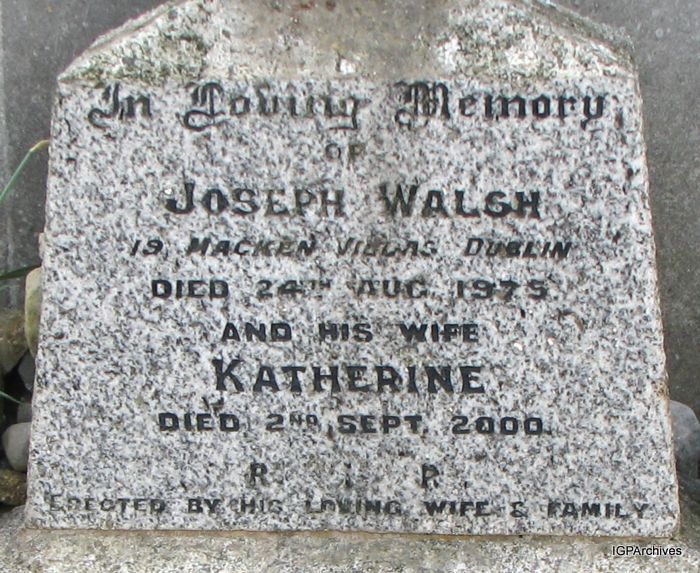 In Loving Memory
OF
JOSEPH WALSH
19, MACKEN VILLAS DUBLIN
DIED 24TH AUG. 1975
AND HIS WIFE
KATHERINE
DIED 2ND SEPT. 2000.
R. I. P.
ERECTED BY HIS LOVING WIFE & FAMILY
IGPArchives